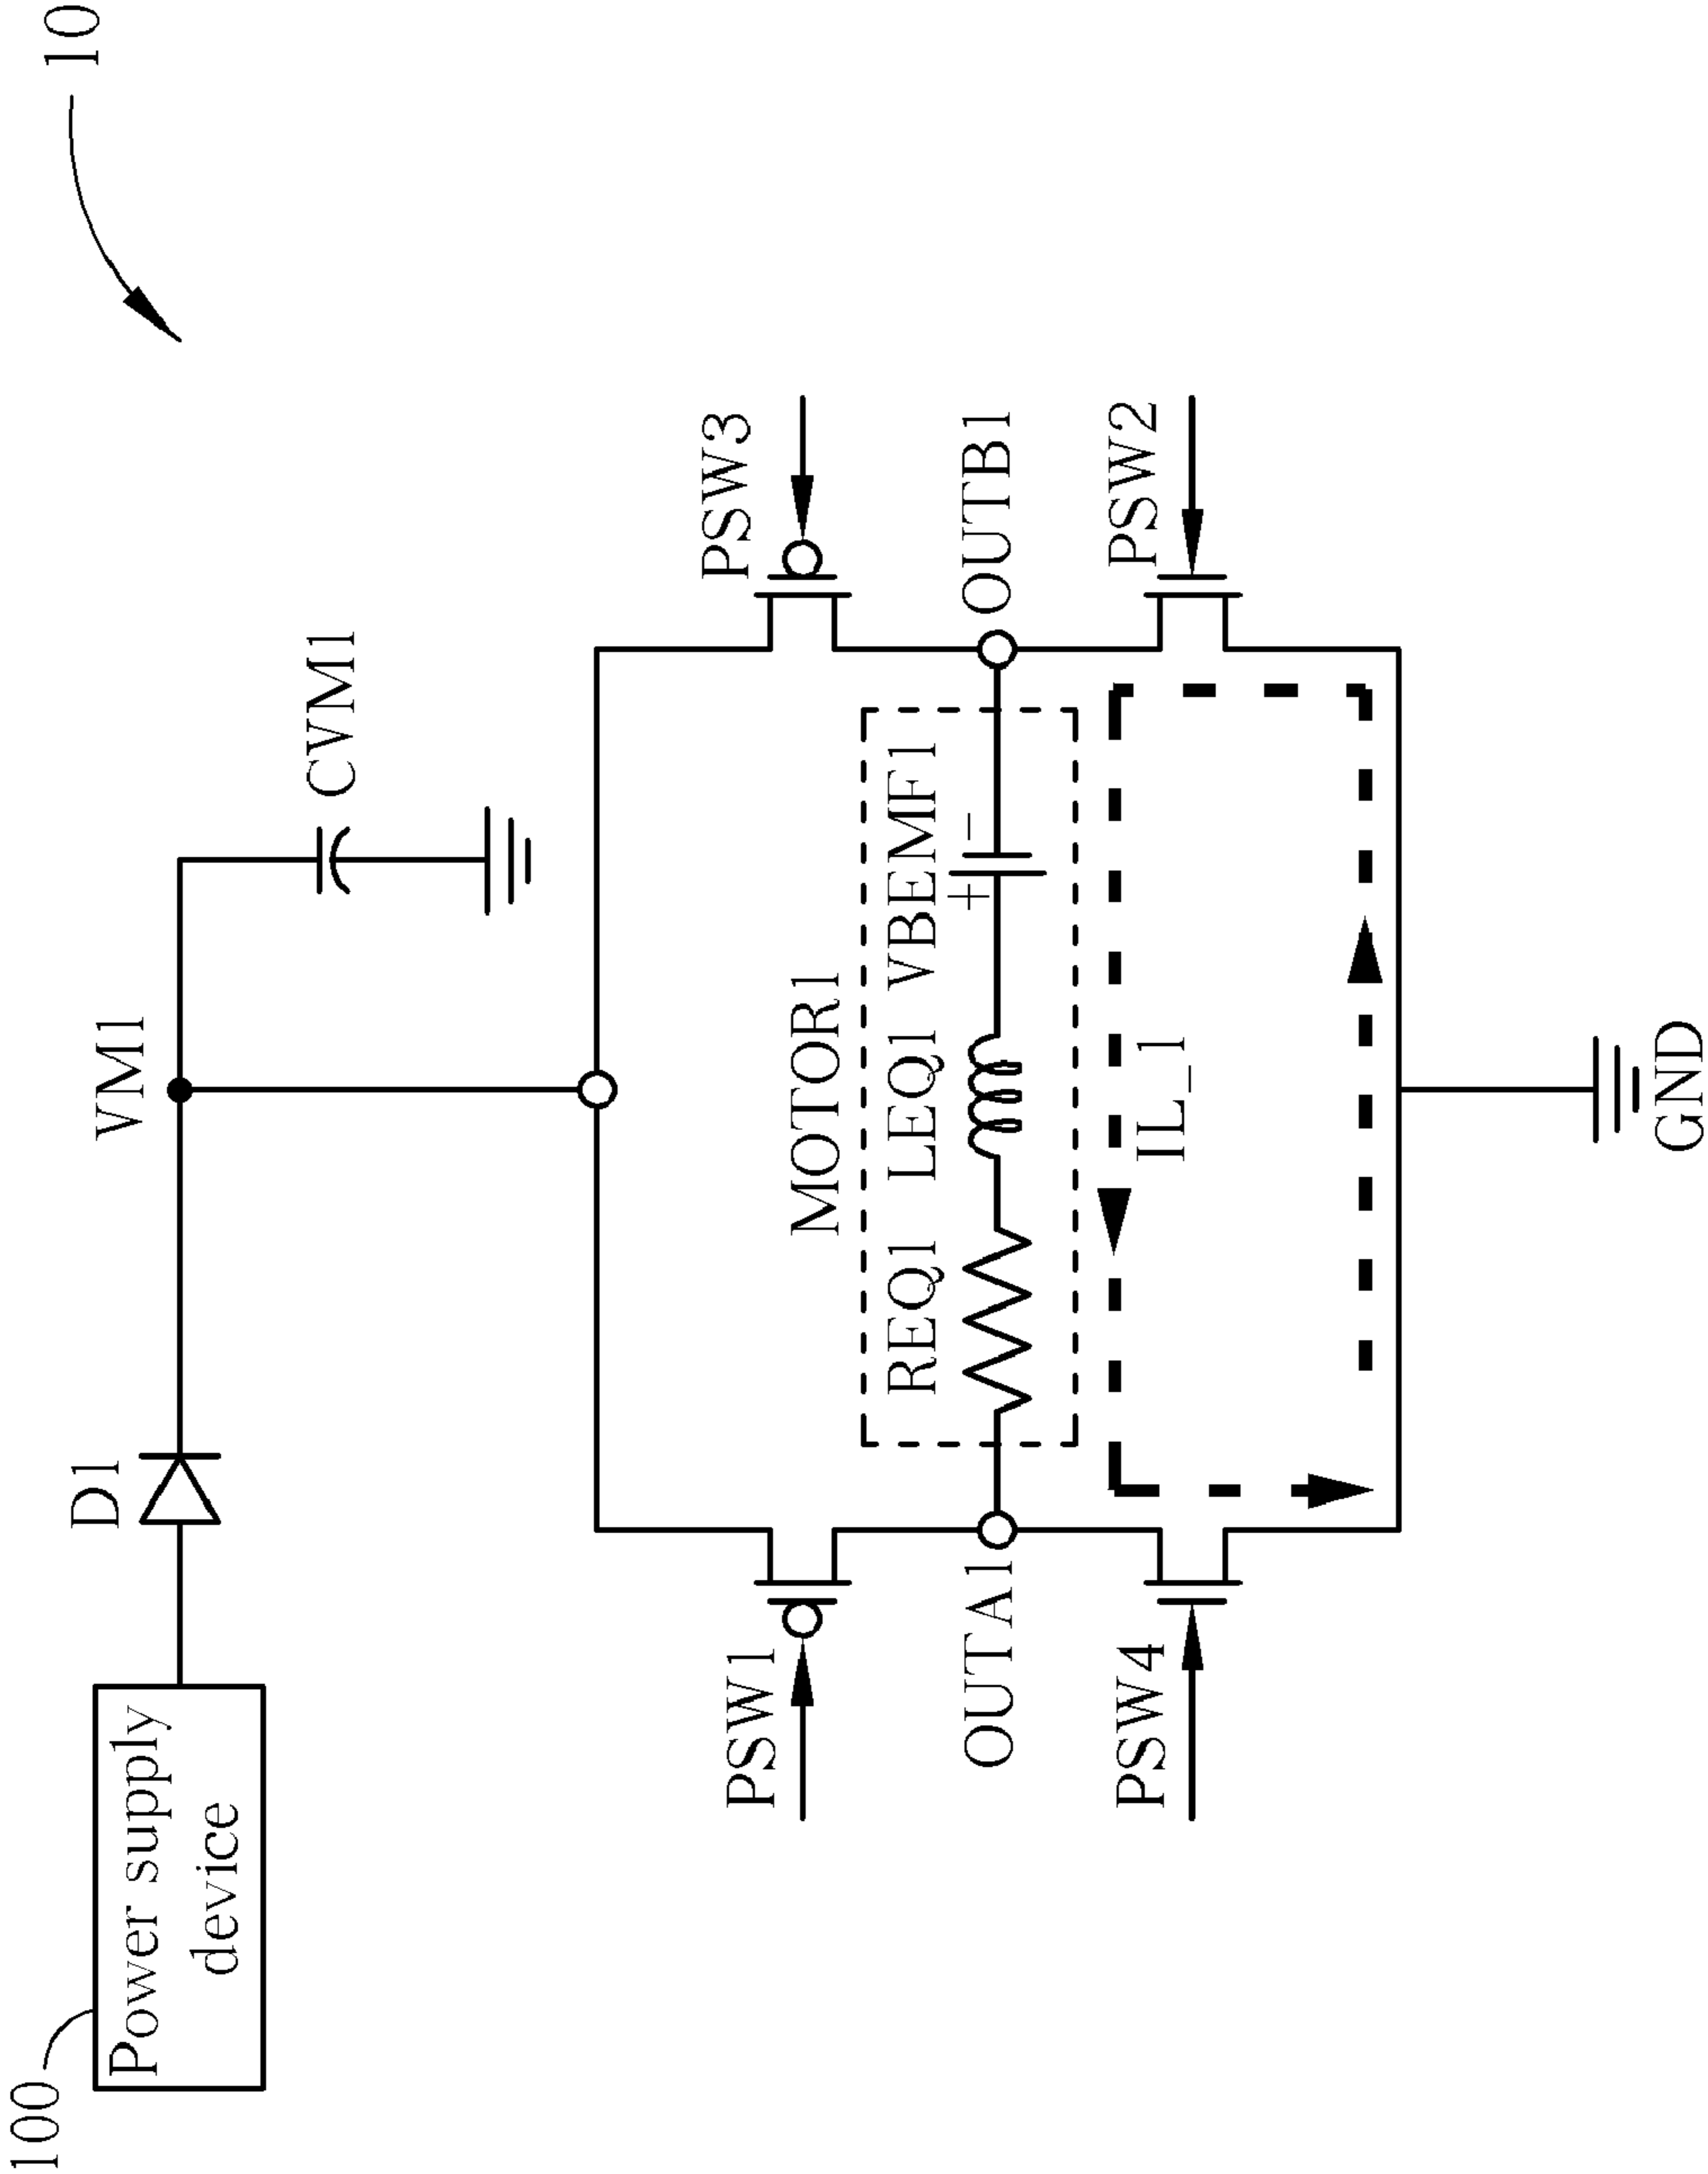 10
100
Power supply
device
D1
VM1
CVM1
PSW1
PSW3
MOTOR1
REQ1 LEQ1 VBEMF1
+ -
OUTA1
OUTB1
IL_1
PSW4
PSW2
GND